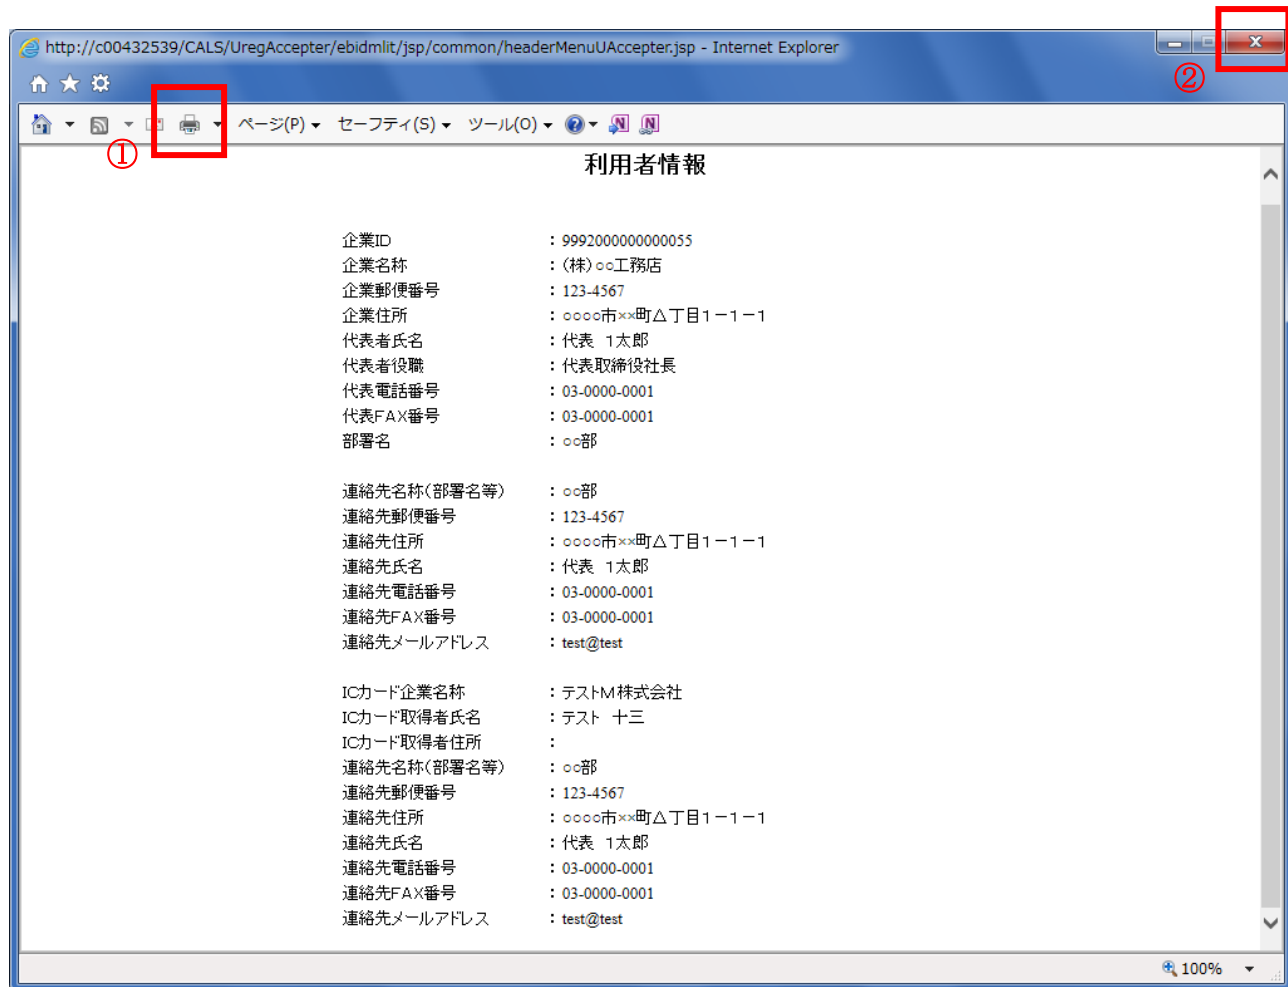 http://c00432539/CALS/UregAccepter/ebidmlit/jsp/common/headerMenuUAccepter.jsp - Internet Explorer
②
ページ(P) セーフティ(S) ツール(O)
①
利用者情報
企業ID : 9992000000000055
企業名称 : (株)○○工務店
企業郵便番号 : 123-4567
企業住所 : ○○○○市××町△丁目1－1－1
代表者氏名 : 代表 1太郎
代表者役職 : 代表取締役社長
代表電話番号 : 03-0000-0001
代表FAX番号 : 03-0000-0001
部署名 : ○○部
連絡先名称(部署名等) : ○○部
連絡先郵便番号 : 123-4567
連絡先住所 : ○○○○市××町△丁目1－1－1
連絡先氏名 : 代表 1太郎
連絡先電話番号 : 03-0000-0001
連絡先FAX番号 : 03-0000-0001
連絡先メールアドレス : test@test
ICカード企業名称 : テストM株式会社
ICカード取得者氏名 : テスト 十三
ICカード取得者住所 :
連絡先名称(部署名等) : ○○部
連絡先郵便番号 : 123-4567
連絡先住所 : ○○○○市××町△丁目1－1－1
連絡先氏名 : 代表 1太郎
連絡先電話番号 : 03-0000-0001
連絡先FAX番号 : 03-0000-0001
連絡先メールアドレス : test@test
100%